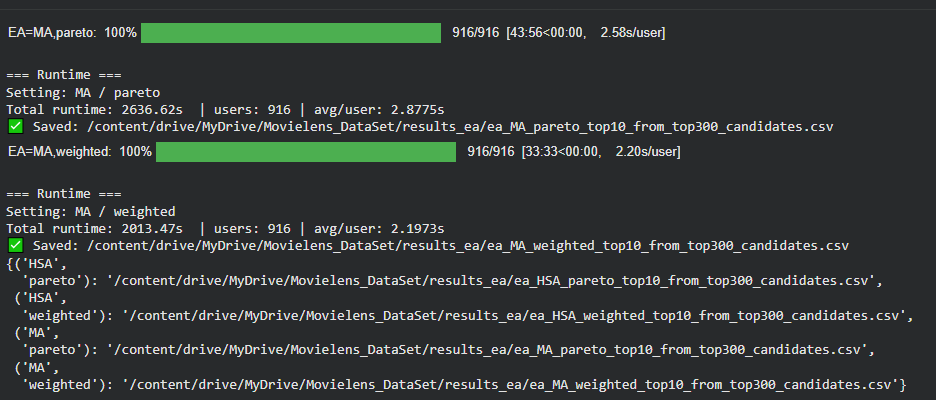 EA=MA,pareto: 100% 916/916 [43:56<00:00, 2.58s/user]
=== Runtime ===
Setting: MA / pareto
Total runtime: 2636.62s | users: 916 | avg/user: 2.8775s
✅ Saved: /content/drive/MyDrive/Movielens_DataSet/results_ea/ea_MA_pareto_top10_from_top300_candidates.csv
EA=MA,weighted: 100% 916/916 [33:33<00:00, 2.20s/user]
=== Runtime ===
Setting: MA / weighted
Total runtime: 2013.47s | users: 916 | avg/user: 2.1973s
✅ Saved: /content/drive/MyDrive/Movielens_DataSet/results_ea/ea_MA_weighted_top10_from_top300_candidates.csv
{('HSA',
'pareto'): '/content/drive/MyDrive/Movielens_DataSet/results_ea/ea_HSA_pareto_top10_from_top300_candidates.csv',
('HSA',
'weighted'): '/content/drive/MyDrive/Movielens_DataSet/results_ea/ea_HSA_weighted_top10_from_top300_candidates.csv',
('MA',
'pareto'): '/content/drive/MyDrive/Movielens_DataSet/results_ea/ea_MA_pareto_top10_from_top300_candidates.csv',
('MA',
'weighted'): '/content/drive/MyDrive/Movielens_DataSet/results_ea/ea_MA_weighted_top10_from_top300_candidates.csv'}